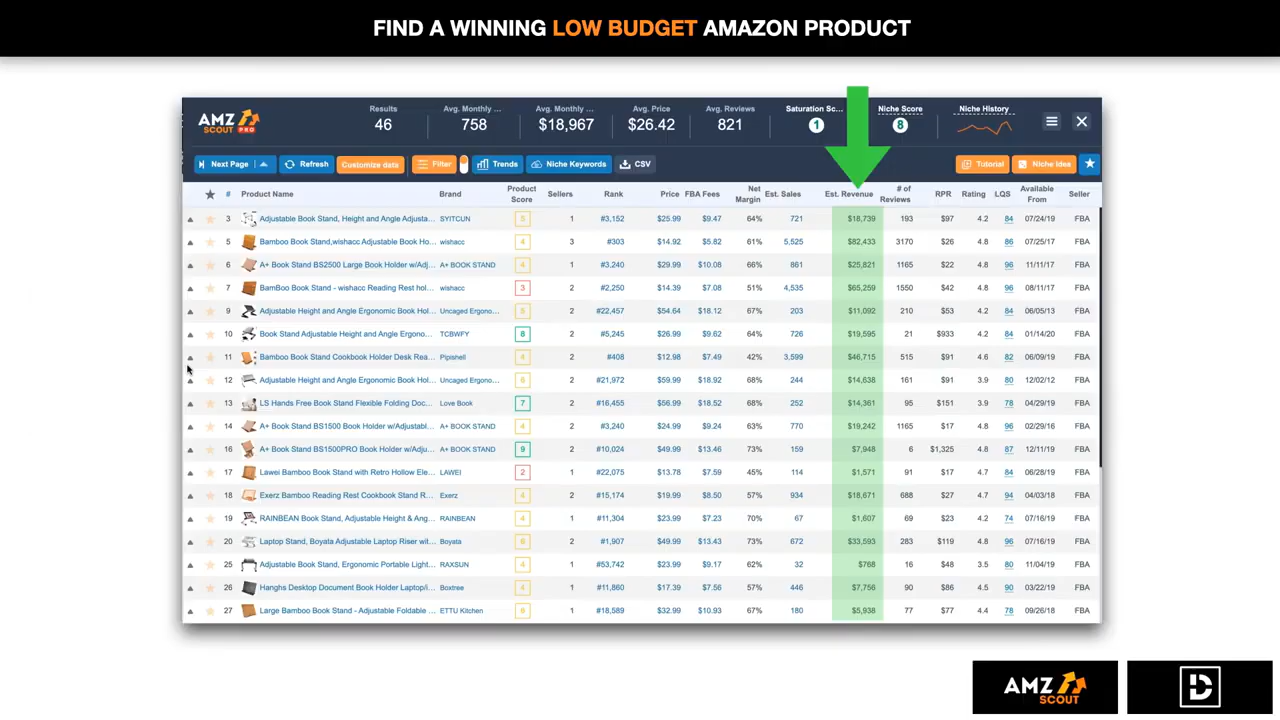 FIND A WINNING LOW BUDGET AMAZON PRODUCT
AMZ SCOUT PRO
Results Avg. Monthly ... Avg. Monthly ... Avg. Price Avg. Reviews Saturation Sc... Niche Score Niche History
46 758 $18,967 $26.42 821 1 8
Next Page Refresh Customize data Filter Trends Niche Keywords CSV Tutorial Niche Idea
# Product Name Brand Product Score Sellers Rank Price FBA Fees Net Margin Est. Sales Est. Revenue # of Reviews RPR Rating LQS Available From Seller
3 Adjustable Book Stand, Height and Angle Adjusta... SYITCUN 5 1 #3,152 $25.99 $9.47 64% 721 $18,739 193 $97 4.2 84 07/24/19 FBA
5 Bamboo Book Stand,wishacc Adjustable Book Ho... wishacc 4 3 #303 $14.92 $5.82 61% 5,525 $82,433 3170 $26 4.8 86 07/25/17 FBA
6 A+ Book Stand BS2500 Large Book Holder w/Adj... A+ BOOK STAND 4 1 #3,240 $29.99 $10.08 66% 861 $25,821 1165 $22 4.8 96 11/11/17 FBA
7 BamBoo Book Stand - wishacc Reading Rest hol... wishacc 3 2 #2,250 $14.39 $7.08 51% 4,535 $65,259 1550 $42 4.8 96 08/11/17 FBA
9 Adjustable Height and Angle Ergonomic Book Hol... Uncaged Ergono... 5 2 #22,457 $54.64 $18.12 67% 203 $11,092 210 $53 4.2 84 06/05/13 FBA
10 Book Stand Adjustable Height and Angle Ergono... TCBWFY 8 2 #5,245 $26.99 $9.62 64% 726 $19,595 21 $933 4.2 84 01/14/20 FBA
11 Bamboo Book Stand Cookbook Holder Desk Rea... Pipishell 4 2 #408 $12.98 $7.49 42% 3,599 $46,715 515 $91 4.6 82 06/09/19 FBA
12 Adjustable Height and Angle Ergonomic Book Hol... Uncaged Ergono... 6 2 #21,972 $59.99 $18.92 68% 244 $14,638 161 $91 3.9 80 12/02/12 FBA
13 LS Hands Free Book Stand Flexible Folding Doc... Love Book 7 2 #16,455 $56.99 $18.52 68% 252 $14,361 95 $151 3.9 78 04/29/19 FBA
14 A+ Book Stand BS1500 Book Holder w/Adjustabl... A+ BOOK STAND 4 2 #3,240 $24.99 $9.24 63% 770 $19,242 1165 $17 4.8 96 02/29/16 FBA
16 A+ Book Stand BS1500PRO Book Holder w/Adju... A+ BOOK STAND 9 2 #10,024 $49.99 $13.46 73% 159 $7,948 6 $1,325 4.8 87 12/11/19 FBA
17 Lawei Bamboo Book Stand with Retro Hollow Ele... LAWEI 2 1 #22,075 $13.78 $7.59 45% 114 $1,571 91 $17 4.7 84 06/28/19 FBA
18 Exerz Bamboo Reading Rest Cookbook Stand R... Exerz 4 2 #15,174 $19.99 $8.50 57% 934 $18,671 688 $27 4.7 94 04/03/18 FBA
19 RAINBEAN Book Stand, Adjustable Height & Ang... RAINBEAN 4 1 #11,304 $23.99 $7.23 70% 67 $1,607 69 $23 4.2 74 07/16/19 FBA
20 Laptop Stand, Boyata Adjustable Laptop Riser wit... Boyata 6 2 #1,907 $49.99 $13.43 73% 672 $33,593 283 $119 4.8 96 07/16/19 FBA
25 Adjustable Book Stand, Ergonomic Portable Light... RAXSUN 4 1 #53,742 $23.99 $9.17 62% 32 $768 16 $48 3.5 80 11/04/19 FBA
26 Hanghs Desktop Document Book Holder Laptop/i... Boxtree 4 2 #11,860 $17.39 $7.56 57% 446 $7,756 90 $86 4.5 90 03/22/19 FBA
27 Large Bamboo Book Stand - Adjustable Foldable ... ETTU Kitchen 6 1 #18,589 $32.99 $10.93 67% 180 $5,938 77 $77 4.4 78 09/26/18 FBA
AMZ SCOUT D